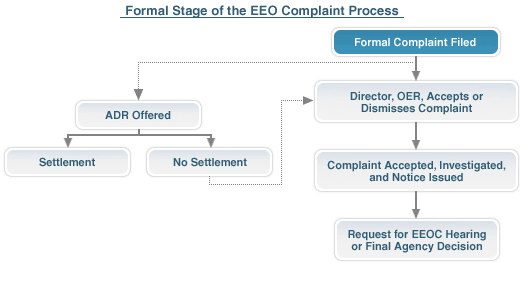 Formal Stage of the EEO Complaint Process
Formal Complaint Filed
Director, OER, Accepts or
Dismisses Complaint
ADR Offered
Settlement
No Settlement
Complaint Accepted, Investigated,
and Notice Issued
Request for EEOC Hearing
or Final Agency Decision